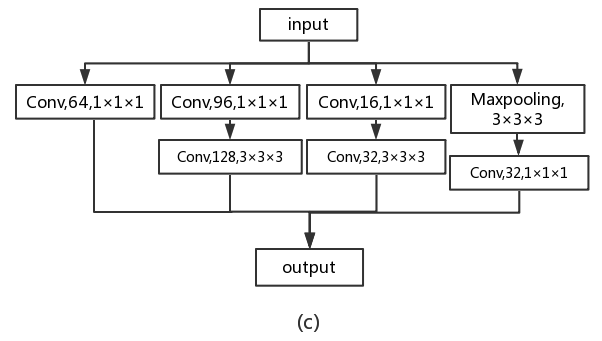 input
Conv,64,1×1×1
Conv,96,1×1×1
Conv,16,1×1×1
Maxpooling,
3×3×3
Conv,128,3×3×3
Conv,32,3×3×3
Conv,32,1×1×1
output
(c)